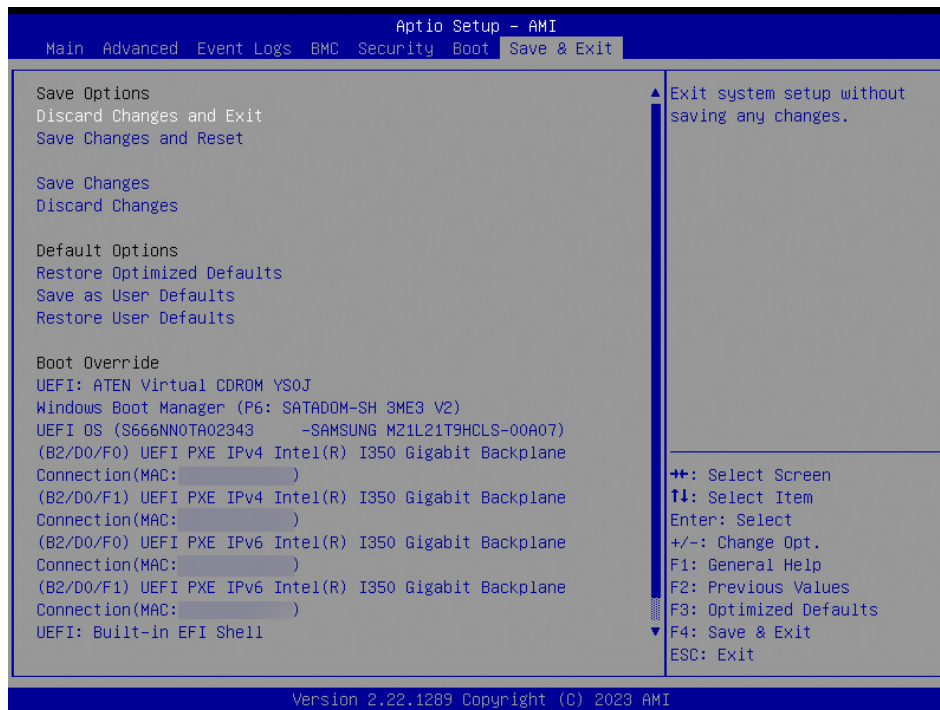 Aptio Setup – AMI
Main Advanced Event Logs BMC Security Boot Save & Exit
Save Options
Discard Changes and Exit
Save Changes and Reset
Save Changes
Discard Changes
Default Options
Restore Optimized Defaults
Save as User Defaults
Restore User Defaults
Boot Override
UEFI: ATEN Virtual CDROM YS0J
Windows Boot Manager (P6: SATADOM-SH 3ME3 V2)
UEFI OS (S666NN0TA02343 -SAMSUNG MZ1L21T9HCLS-00A07)
(B2/D0/F0) UEFI PXE IPv4 Intel(R) I350 Gigabit Backplane
Connection(MAC: )
(B2/D0/F1) UEFI PXE IPv4 Intel(R) I350 Gigabit Backplane
Connection(MAC: )
(B2/D0/F0) UEFI PXE IPv6 Intel(R) I350 Gigabit Backplane
Connection(MAC: )
(B2/D0/F1) UEFI PXE IPv6 Intel(R) I350 Gigabit Backplane
Connection(MAC: )
UEFI: Built-in EFI Shell
Exit system setup without
saving any changes.
→←: Select Screen
↑↓: Select Item
Enter: Select
+/-: Change Opt.
F1: General Help
F2: Previous Values
F3: Optimized Defaults
F4: Save & Exit
ESC: Exit
Version 2.22.1289 Copyright (C) 2023 AMI